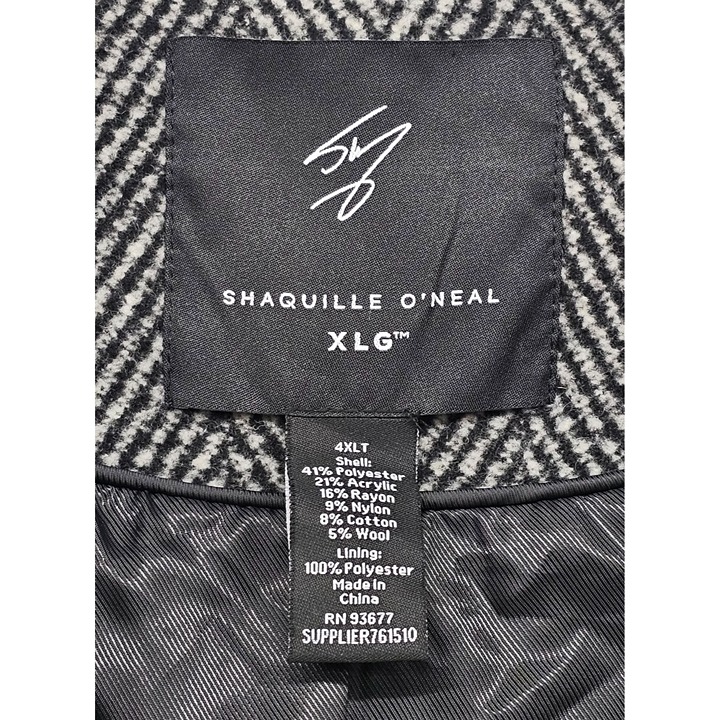 Shaq
SHAQUILLE O'NEAL
XLG™
4XLT
Shell:
41% Polyester
21% Acrylic
16% Rayon
9% Nylon
8% Cotton
5% Wool
Lining:
100% Polyester
Made in
China
RN 93677
SUPPLIER761510